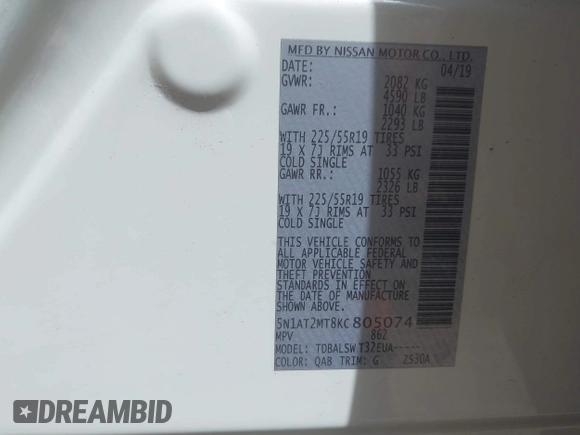 MFD BY NISSAN MOTOR CO., LTD.
DATE: 04/19
GVWR: 2082 KG
4590 LB
GAWR FR.: 1040 KG
2293 LB
WITH 225/55R19 TIRES
19 X 7J RIMS AT 33 PSI
COLD SINGLE
GAWR RR.: 1055 KG
2326 LB
WITH 225/55R19 TIRES
19 X 7J RIMS AT 33 PSI
COLD SINGLE
THIS VEHICLE CONFORMS TO
ALL APPLICABLE FEDERAL
MOTOR VEHICLE SAFETY AND
THEFT PREVENTION
STANDARDS IN EFFECT ON
THE DATE OF MANUFACTURE
SHOWN ABOVE.
5N1AT2MT8KC805074
MPV 862
MODEL: TDBALSW T32EUA-----
COLOR: QAB TRIM: G 2530A
DREAMBID